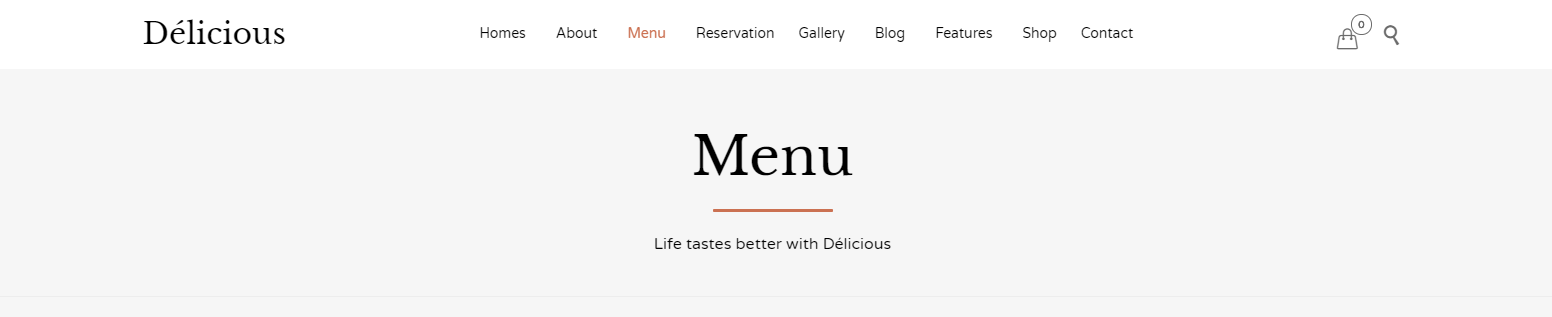 Délicious Homes About Menu Reservation Gallery Blog Features Shop Contact 0
Menu
Life tastes better with Délicious